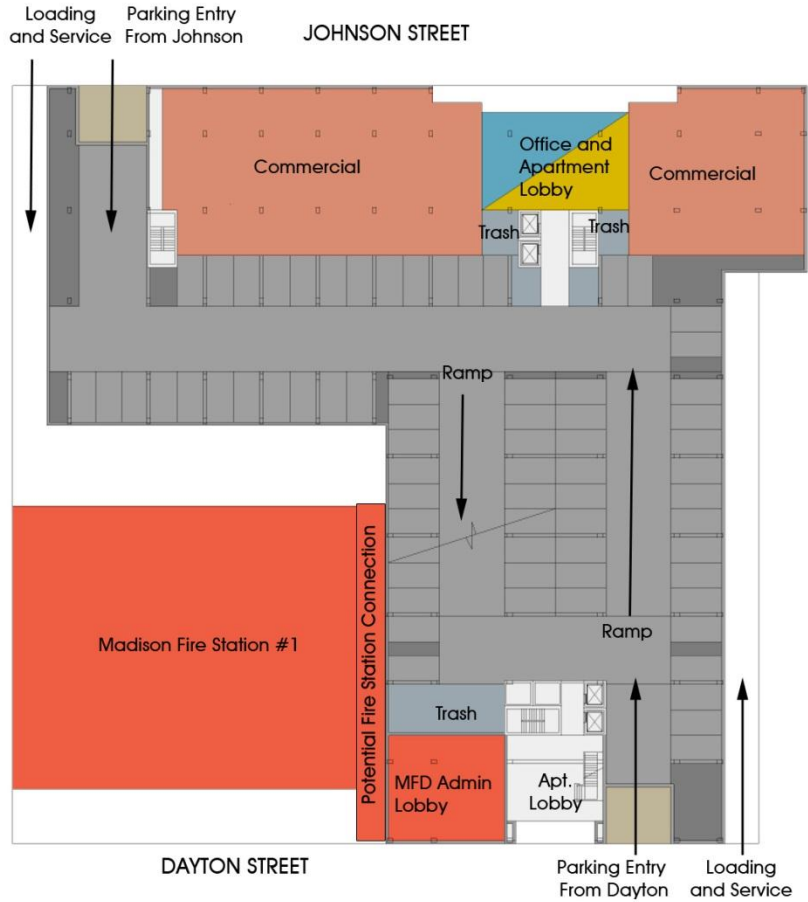 Loading
and Service
Parking Entry
From Johnson
JOHNSON STREET
Commercial
Office and
Apartment
Lobby
Commercial
Trash
Trash
Ramp
Potential Fire Station Connection
Madison Fire Station #1
Ramp
Trash
MFD Admin
Lobby
Apt.
Lobby
DAYTON STREET
Parking Entry
From Dayton
Loading
and Service